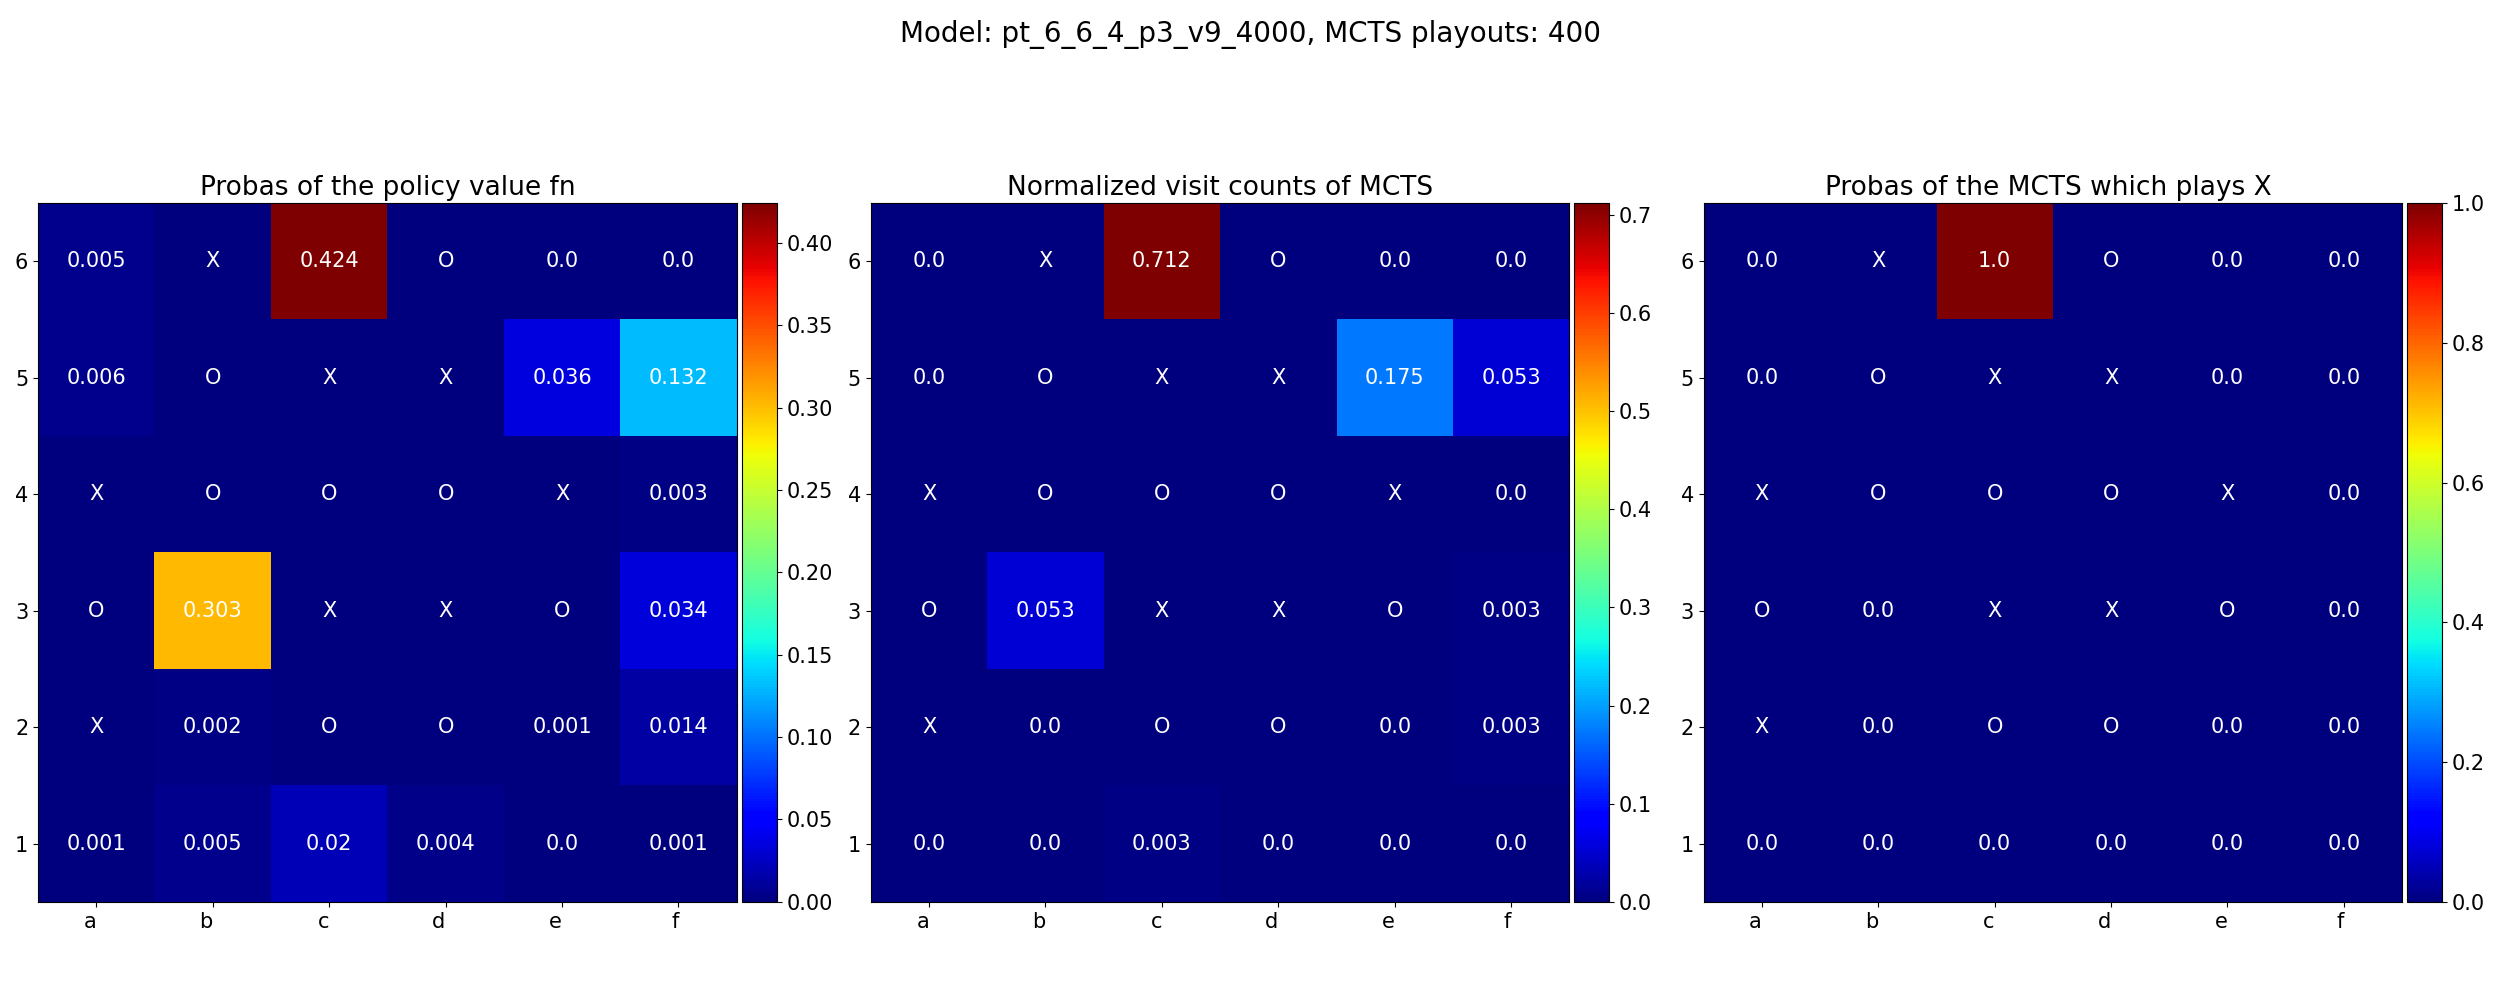 Model: pt_6_6_4_p3_v9_4000, MCTS playouts: 400
Probas of the policy value fn
6 0.005 X 0.424 O 0.0 0.0
5 0.006 O X X 0.036 0.132
4 X O O O X 0.003
3 O 0.303 X X O 0.034
2 X 0.002 O O 0.001 0.014
1 0.001 0.005 0.02 0.004 0.0 0.001
a b c d e f
0.40
0.35
0.30
0.25
0.20
0.15
0.10
0.05
0.00
Normalized visit counts of MCTS
6 0.0 X 0.712 O 0.0 0.0
5 0.0 O X X 0.175 0.053
4 X O O O X 0.0
3 O 0.053 X X O 0.003
2 X 0.0 O O 0.0 0.003
1 0.0 0.0 0.003 0.0 0.0 0.0
a b c d e f
0.7
0.6
0.5
0.4
0.3
0.2
0.1
0.0
Probas of the MCTS which plays X
6 0.0 X 1.0 O 0.0 0.0
5 0.0 O X X 0.0 0.0
4 X O O O X 0.0
3 O 0.0 X X O 0.0
2 X 0.0 O O 0.0 0.0
1 0.0 0.0 0.0 0.0 0.0 0.0
a b c d e f
1.0
0.8
0.6
0.4
0.2
0.0